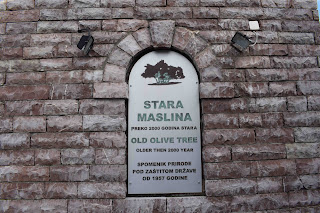 STARA
MASLINA
PREKO 2000 GODINA STARA
OLD OLIVE TREE
OLDER THEN 2000 YEAR
SPOMENIK PRIRODE
POD ZAŠTITOM DRŽAVE
OD 1957 GODINE